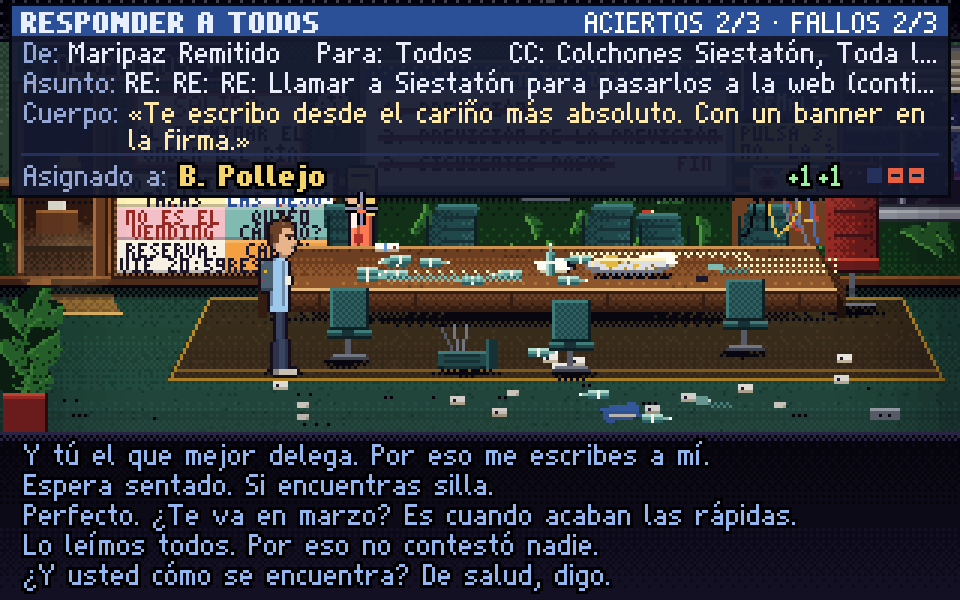 RESPONDER A TODOS
ACIERTOS 2/3 · FALLOS 2/3
De: Maripaz Remitido Para: Todos CC: Colchones Siestatón, Toda l...
Asunto: RE: RE: RE: Llamar a Siestatón para pasarlos a la web (conti...
Cuerpo: «Te escribo desde el cariño más absoluto. Con un banner en
la firma.»
Asignado a: B. Pollejo
+1 +1
NO ES EL
VENDING
RESERVA:
Y tú el que mejor delega. Por eso me escribes a mí.
Espera sentado. Si encuentras silla.
Perfecto. ¿Te va en marzo? Es cuando acaban las rápidas.
Lo leímos todos. Por eso no contestó nadie.
¿Y usted cómo se encuentra? De salud, digo.